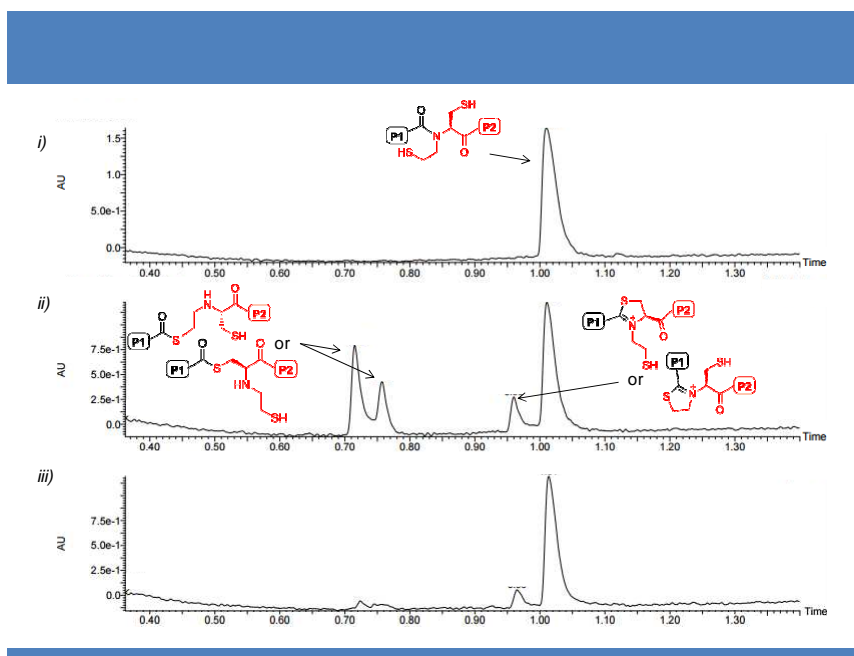 O
SH
P1
N
P2
HS
O
i)
AU
1.5
1.0
5.0e-1
0.0
Time
0.40 0.50 0.60 0.70 0.80 0.90 1.00 1.10 1.20 1.30
ii)
AU
7.5e-1
5.0e-1
2.5e-1
0.0
H
N
O
P2
O
SH
P1
S
or
O
O
P1
S
P2
HN
SH
S
P1
N
+
P2
O
SH
or
P1
SH
S
N
+
P2
O
Time
0.40 0.50 0.60 0.70 0.80 0.90 1.00 1.10 1.20 1.30
iii)
AU
7.5e-1
5.0e-1
2.5e-1
0.0
Time
0.40 0.50 0.60 0.70 0.80 0.90 1.00 1.10 1.20 1.30